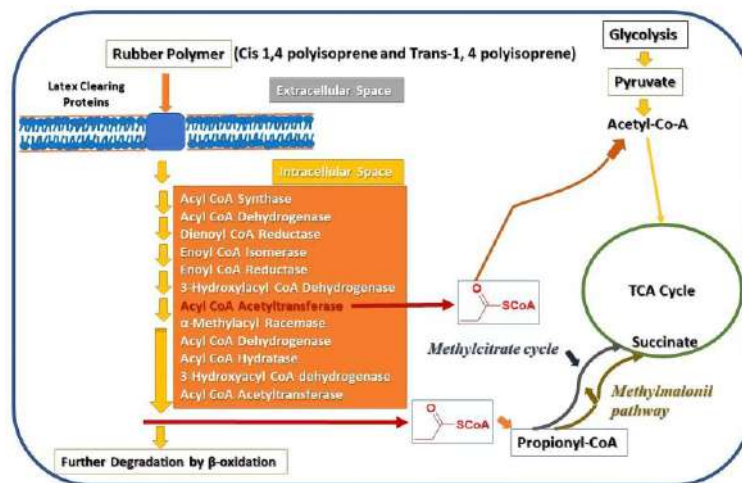 Rubber Polymer (Cis 1,4 polyisoprene and Trans-1, 4 polyisoprene)
Glycolysis
Pyruvate
Acetyl-Co-A
Latex Clearing
Proteins
Extracellular Space
Intracellular Space
Acyl CoA Synthase
Acyl CoA Dehydrogenase
Dienoyl CoA Reductase
Enoyl CoA Isomerase
Enoyl CoA Reductase
3-Hydroxylacyl CoA Dehydrogenase
Acyl CoA Acetyltransferase
α-Methylacyl Racemase
Acyl CoA Dehydrogenase
Acyl CoA Hydratase
3 Hydroxyacyl CoA dehydrogenase
Acyl CoA Acetyltransferase
O
SCoA
TCA Cycle
Succinate
Methylcitrate cycle
Methylmalonil
pathway
O
SCoA
Propionyl-CoA
Further Degradation by β-oxidation